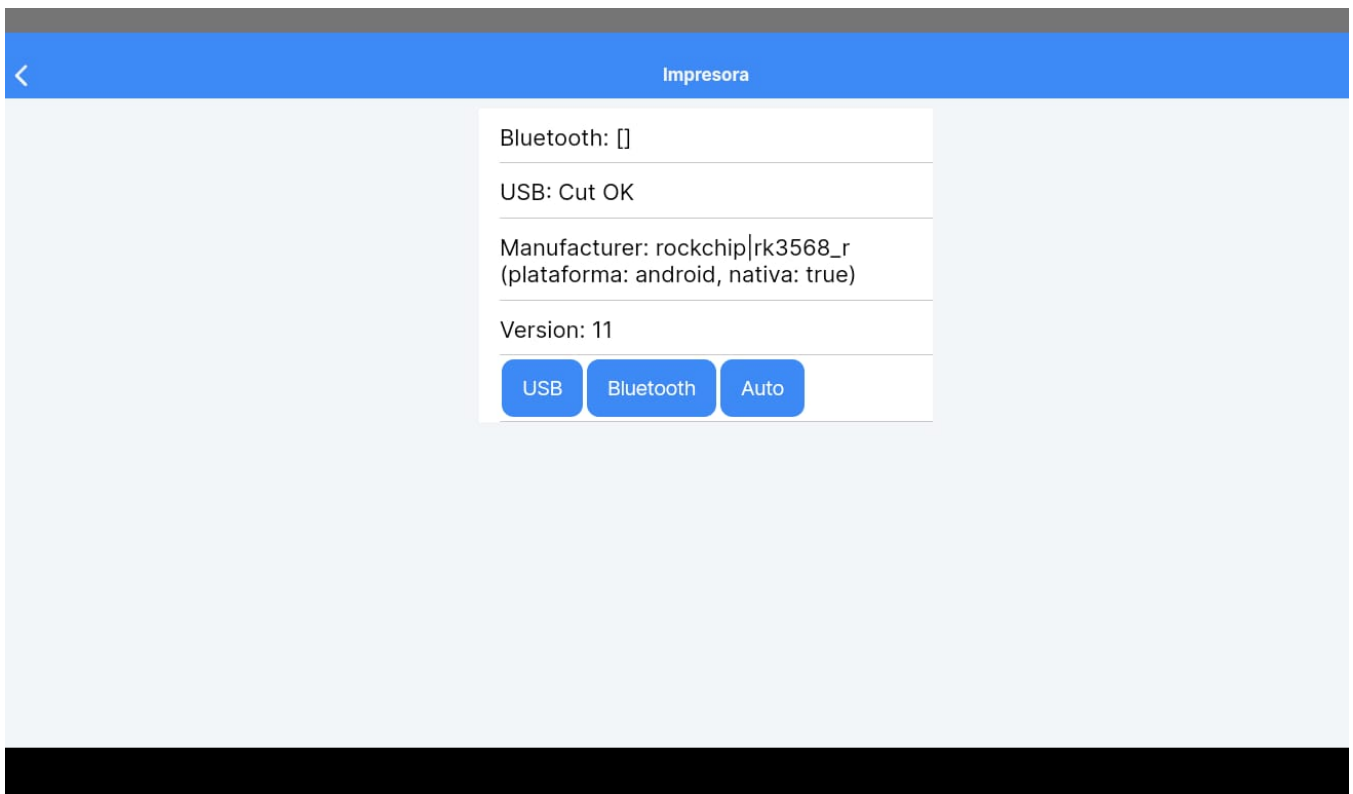 Impresora
Bluetooth: []
USB: Cut OK
Manufacturer: rockchip|rk3568_r
(plataforma: android, nativa: true)
Version: 11
USB Bluetooth Auto